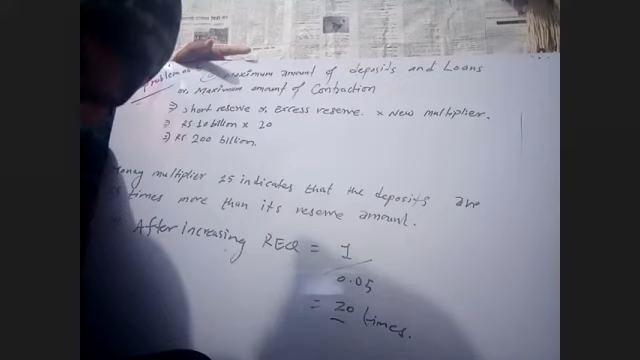 Problem
Maximum amount of deposits and Loans
or, Maximum amount of Contraction
⇒ Short reserve or, Excess reserve. × New multiplier.
⇒ RS. 10 billion × 20
⇒ RS 200 billion.
money multiplier 25 indicates that the deposits are
times more than its reserve amount.
After increasing REQ = 1
0.05
= 20 times.